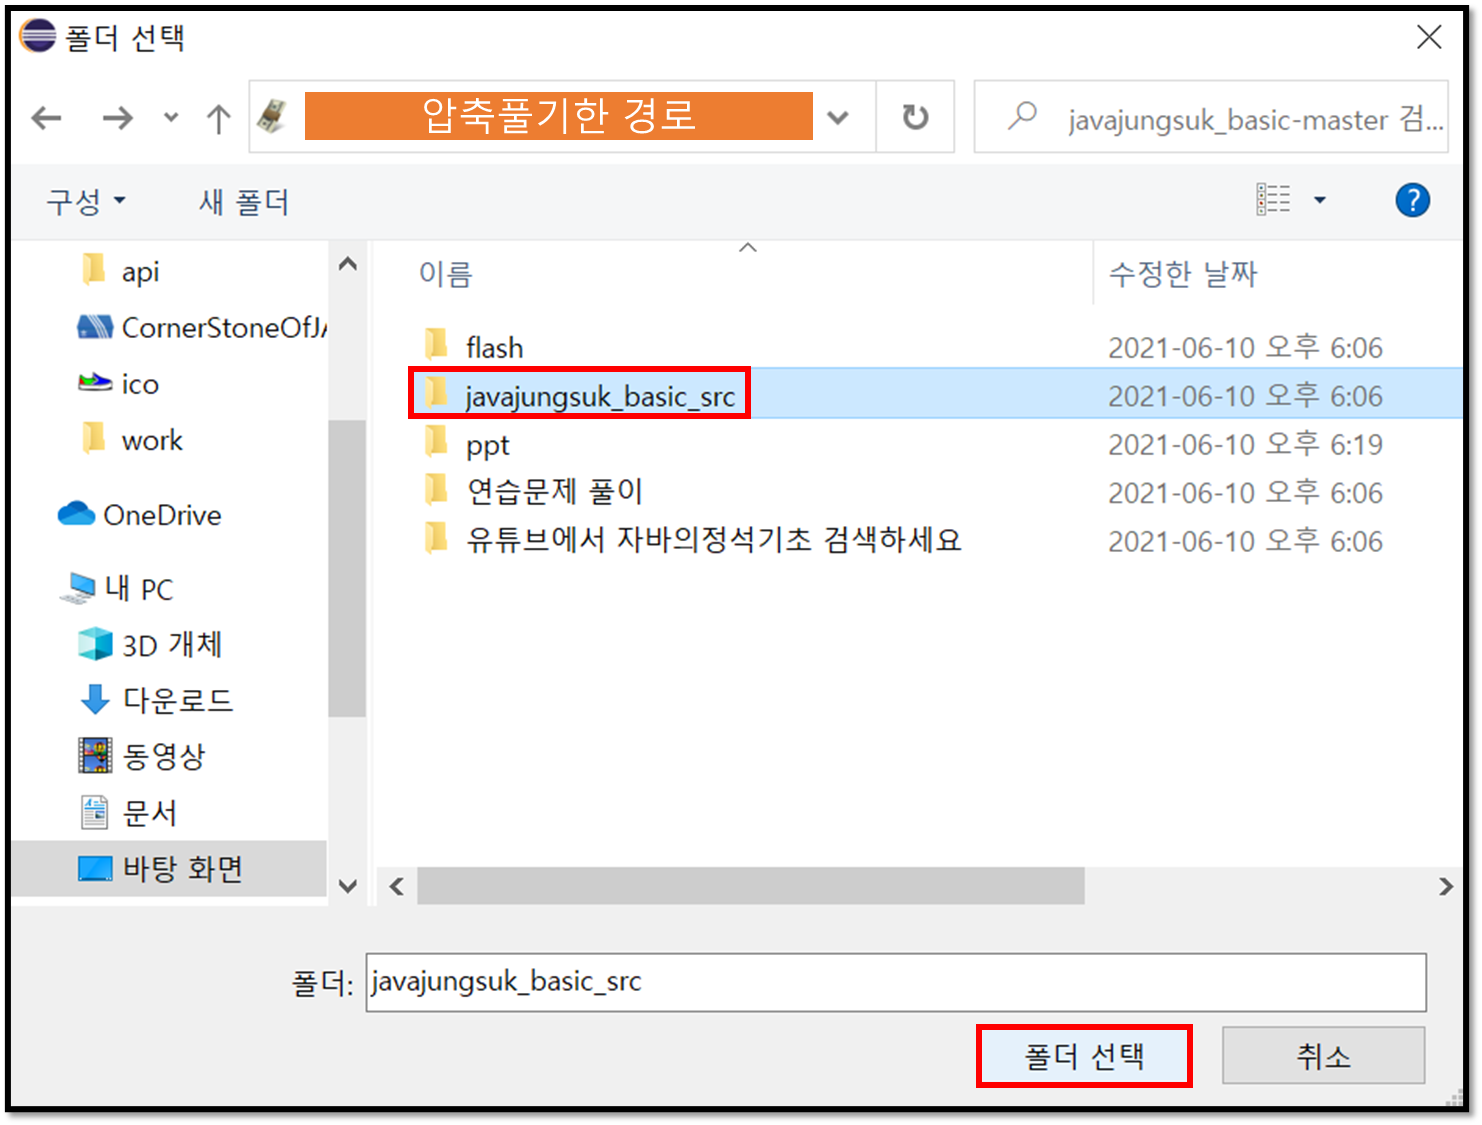 폴더 선택
압축풀기한 경로
javajungsuk_basic-master 검...
구성
새 폴더
?
api
CornerStoneOfJA
ico
work
OneDrive
내 PC
3D 개체
다운로드
동영상
문서
바탕 화면
이름 수정한 날짜
flash 2021-06-10 오후 6:06
javajungsuk_basic_src 2021-06-10 오후 6:06
ppt 2021-06-10 오후 6:19
연습문제 풀이 2021-06-10 오후 6:06
유튜브에서 자바의정석기초 검색하세요 2021-06-10 오후 6:06
폴더: javajungsuk_basic_src
폴더 선택
취소